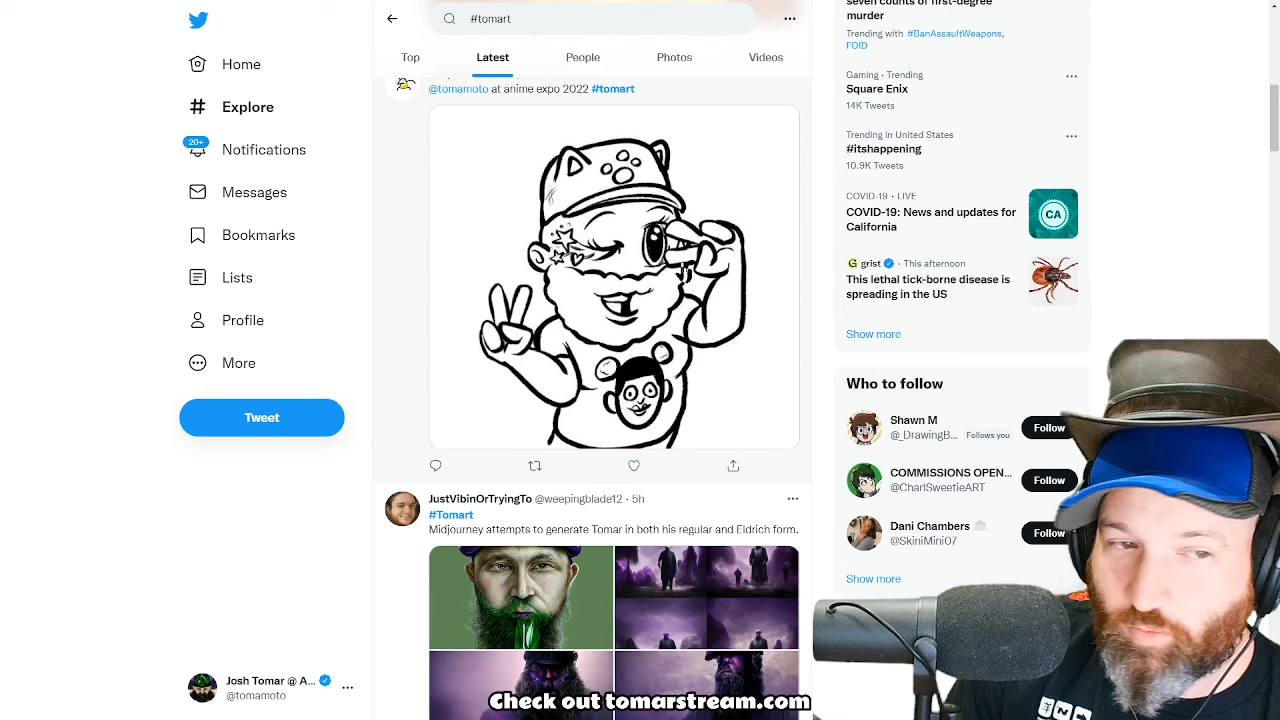 #tomart
Top
Latest
People
Photos
Videos
Home
Explore
20+
Notifications
Messages
Bookmarks
Lists
Profile
More
Tweet
Josh Tomar @ A...
@tomamoto
@tomamoto at anime expo 2022 #tomart
JustVibinOrTryingTo @weepingblade12 · 5h
#Tomart
Midjourney attempts to generate Tomar in both his regular and Eldrich form.
seven counts of first-degree
murder
Trending with #BanAssaultWeapons,
FOID
Gaming · Trending
Square Enix
14K Tweets
Trending in United States
#itshappening
10.9K Tweets
COVID-19 · LIVE
COVID-19: News and updates for
California
CA
G grist · This afternoon
This lethal tick-borne disease is
spreading in the US
Show more
Who to follow
Shawn M
@_DrawingB... Follows you
Follow
COMMISSIONS OPEN...
@CharlSweetieART
Follow
Dani Chambers
@SkiniMini07
Follow
Show more
Check out tomarstream.com